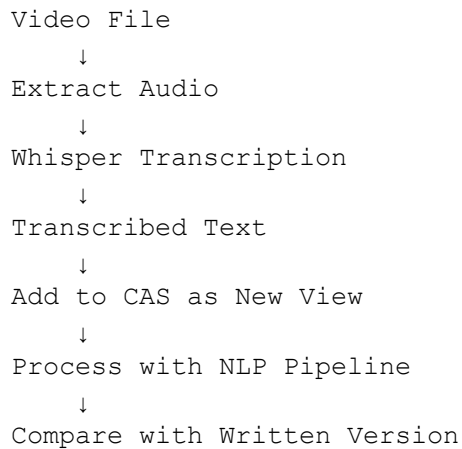 Video File
↓
Extract Audio
↓
Whisper Transcription
↓
Transcribed Text
↓
Add to CAS as New View
↓
Process with NLP Pipeline
↓
Compare with Written Version